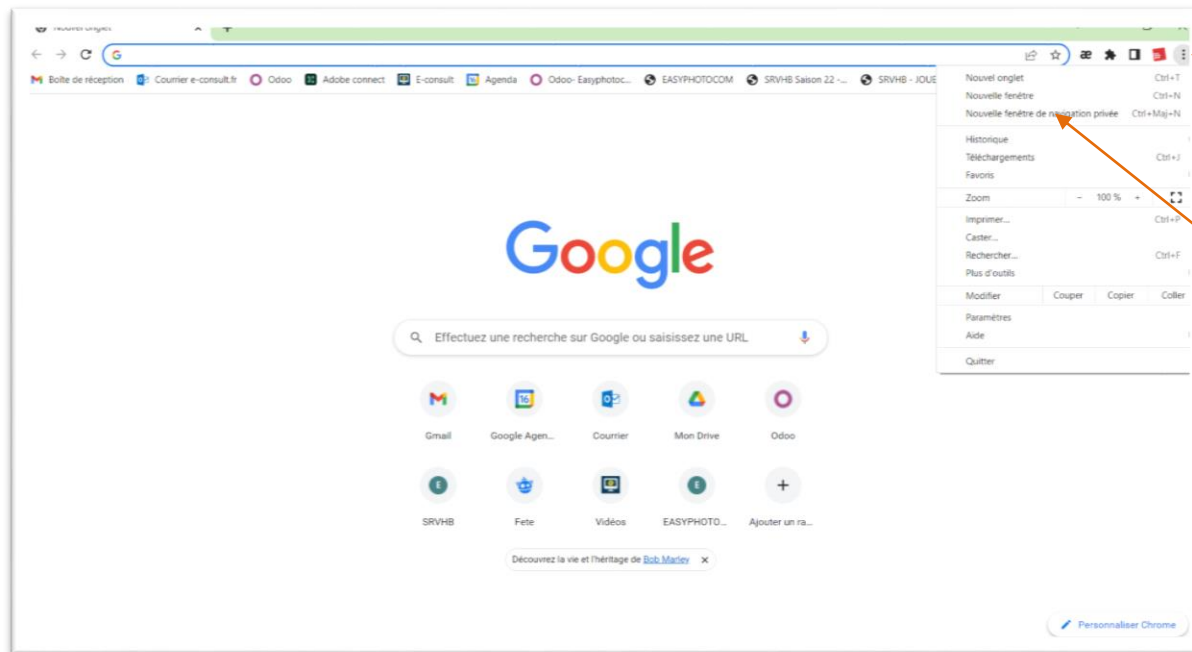 Nouvel onglet
Boîte de réception Courrier e-consult.fr Odoo Adobe connect E-consult Agenda Odoo- Easyphotoc... EASYPHOTOCOM SRVHB Saison 22 -... SRVHB - JOUE
Nouvel onglet Ctrl+T
Nouvelle fenêtre Ctrl+N
Nouvelle fenêtre de navigation privée Ctrl+Maj+N
Historique
Téléchargements Ctrl+J
Favoris
Zoom - 100 % +
Imprimer... Ctrl+P
Caster...
Rechercher... Ctrl+F
Plus d'outils
Modifier Couper Copier Coller
Paramètres
Aide
Quitter
Google
Effectuez une recherche sur Google ou saisissez une URL
Gmail Google Agen... Courrier Mon Drive Odoo
SRVHB Fete Vidéos EASYPHOTO... Ajouter un ra...
Découvrez la vie et l'héritage de Bob Marley
Personnaliser Chrome